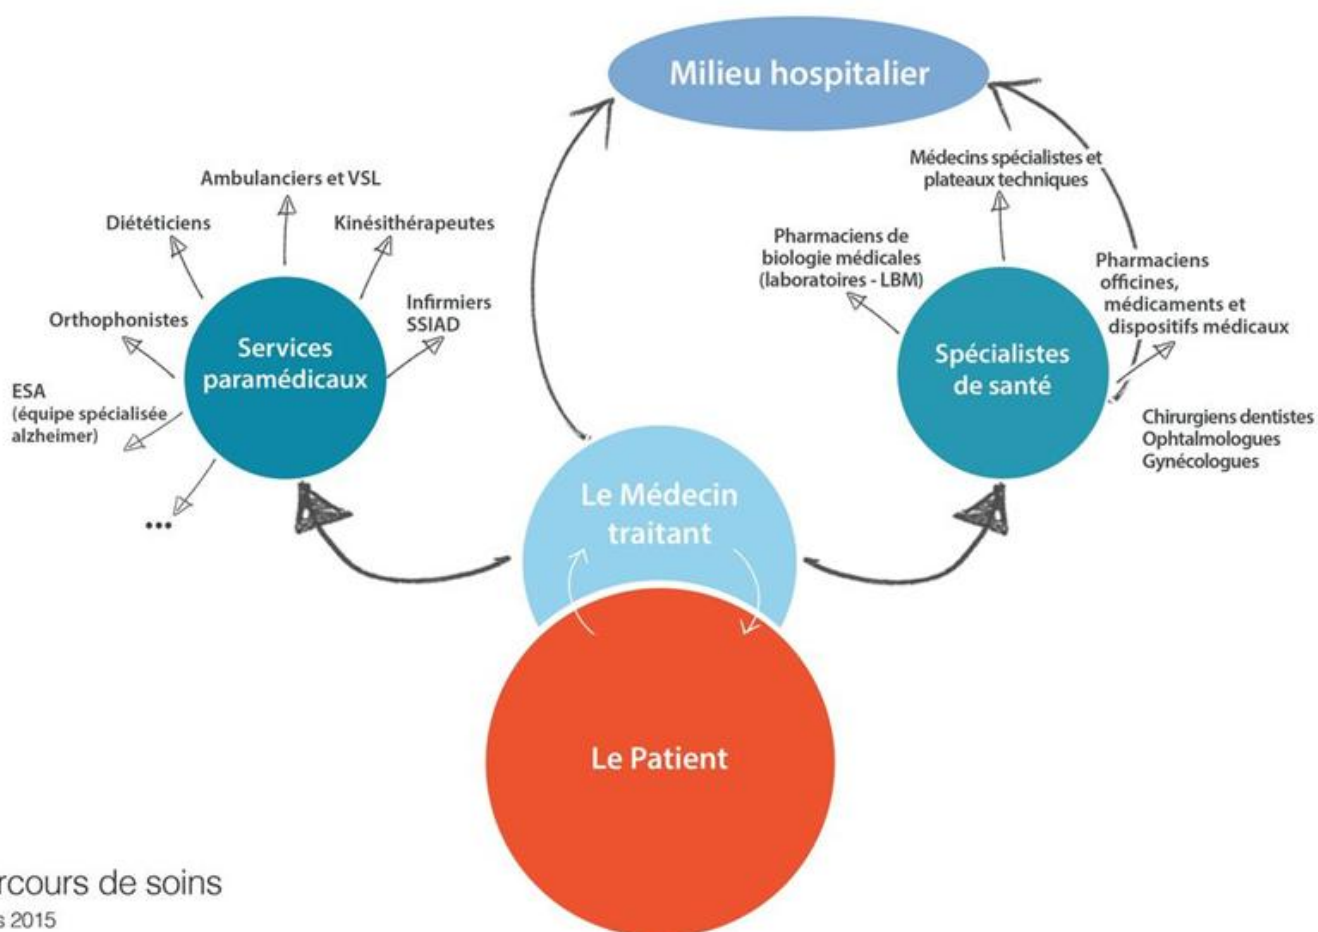 Milieu hospitalier
Ambulanciers et VSL
Diététiciens
Kinésithérapeutes
Orthophonistes
Infirmiers
SSIAD
ESA
(équipe spécialisée
alzheimer)
...
Services
paramédicaux
Médecins spécialistes et
plateaux techniques
Pharmaciens de
biologie médicales
(laboratoires - LBM)
Pharmaciens
officines,
médicaments et
dispositifs médicaux
Spécialistes
de santé
Chirurgiens dentistes
Ophtalmologues
Gynécologues
Le Médecin
traitant
Le Patient
rcours de soins
s 2015